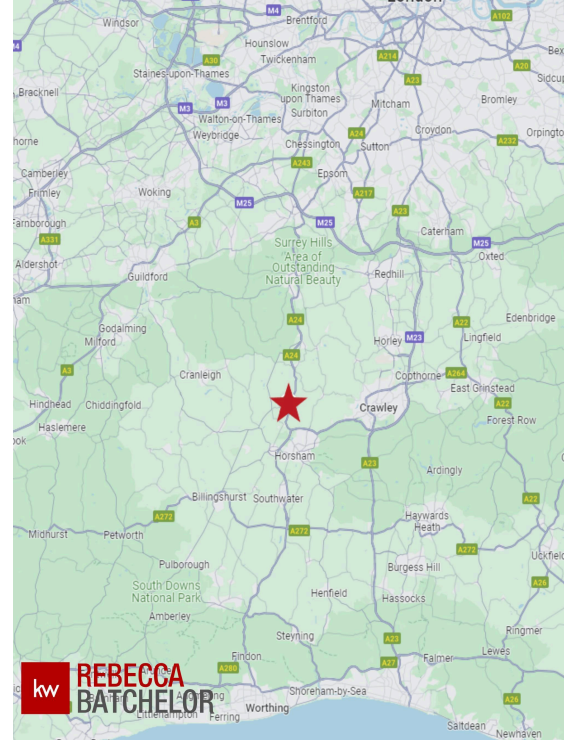 London
Windsor
M4
Brentford
A102
M4
Hounslow
A30
Twickenham
A214
Staines-upon-Thames
A23
A20
Bracknell
Kingston
upon Thames
Bromley
M3
M3
Mitcham
Walton-on-Thames
Surbiton
Weybridge
A24
Croydon
A232
Chessington
Sutton
A243
Epsom
Camberley
Frimley
Woking
A217
M25
A23
A3
M25
Caterham
A331
M25
Surrey Hills
Area of
Outstanding
Natural Beauty
Oxted
Aldershot
Redhill
Guildford
A24
A22
Edenbridge
Godalming
Milford
Horley
M23
Lingfield
A24
A3
Cranleigh
Copthorne
A264
East Grinstead
Hindhead
Chiddingfold
Crawley
A22
Haslemere
Forest Row
Horsham
A23
Ardingly
Billingshurst
Southwater
A22
A272
Haywards
Heath
A272
Midhurst
Petworth
A272
Pulborough
Burgess Hill
A26
South Downs
National Park
Henfield
Hassocks
Amberley
Steyning
Ringmer
A23
Findon
A27
Falmer
Lewes
A280
kw
REBECCA
BATCHELOR
Shoreham-by-Sea
Worthing
A26
Littlehampton
Ferring
Saltdean
Newhaven